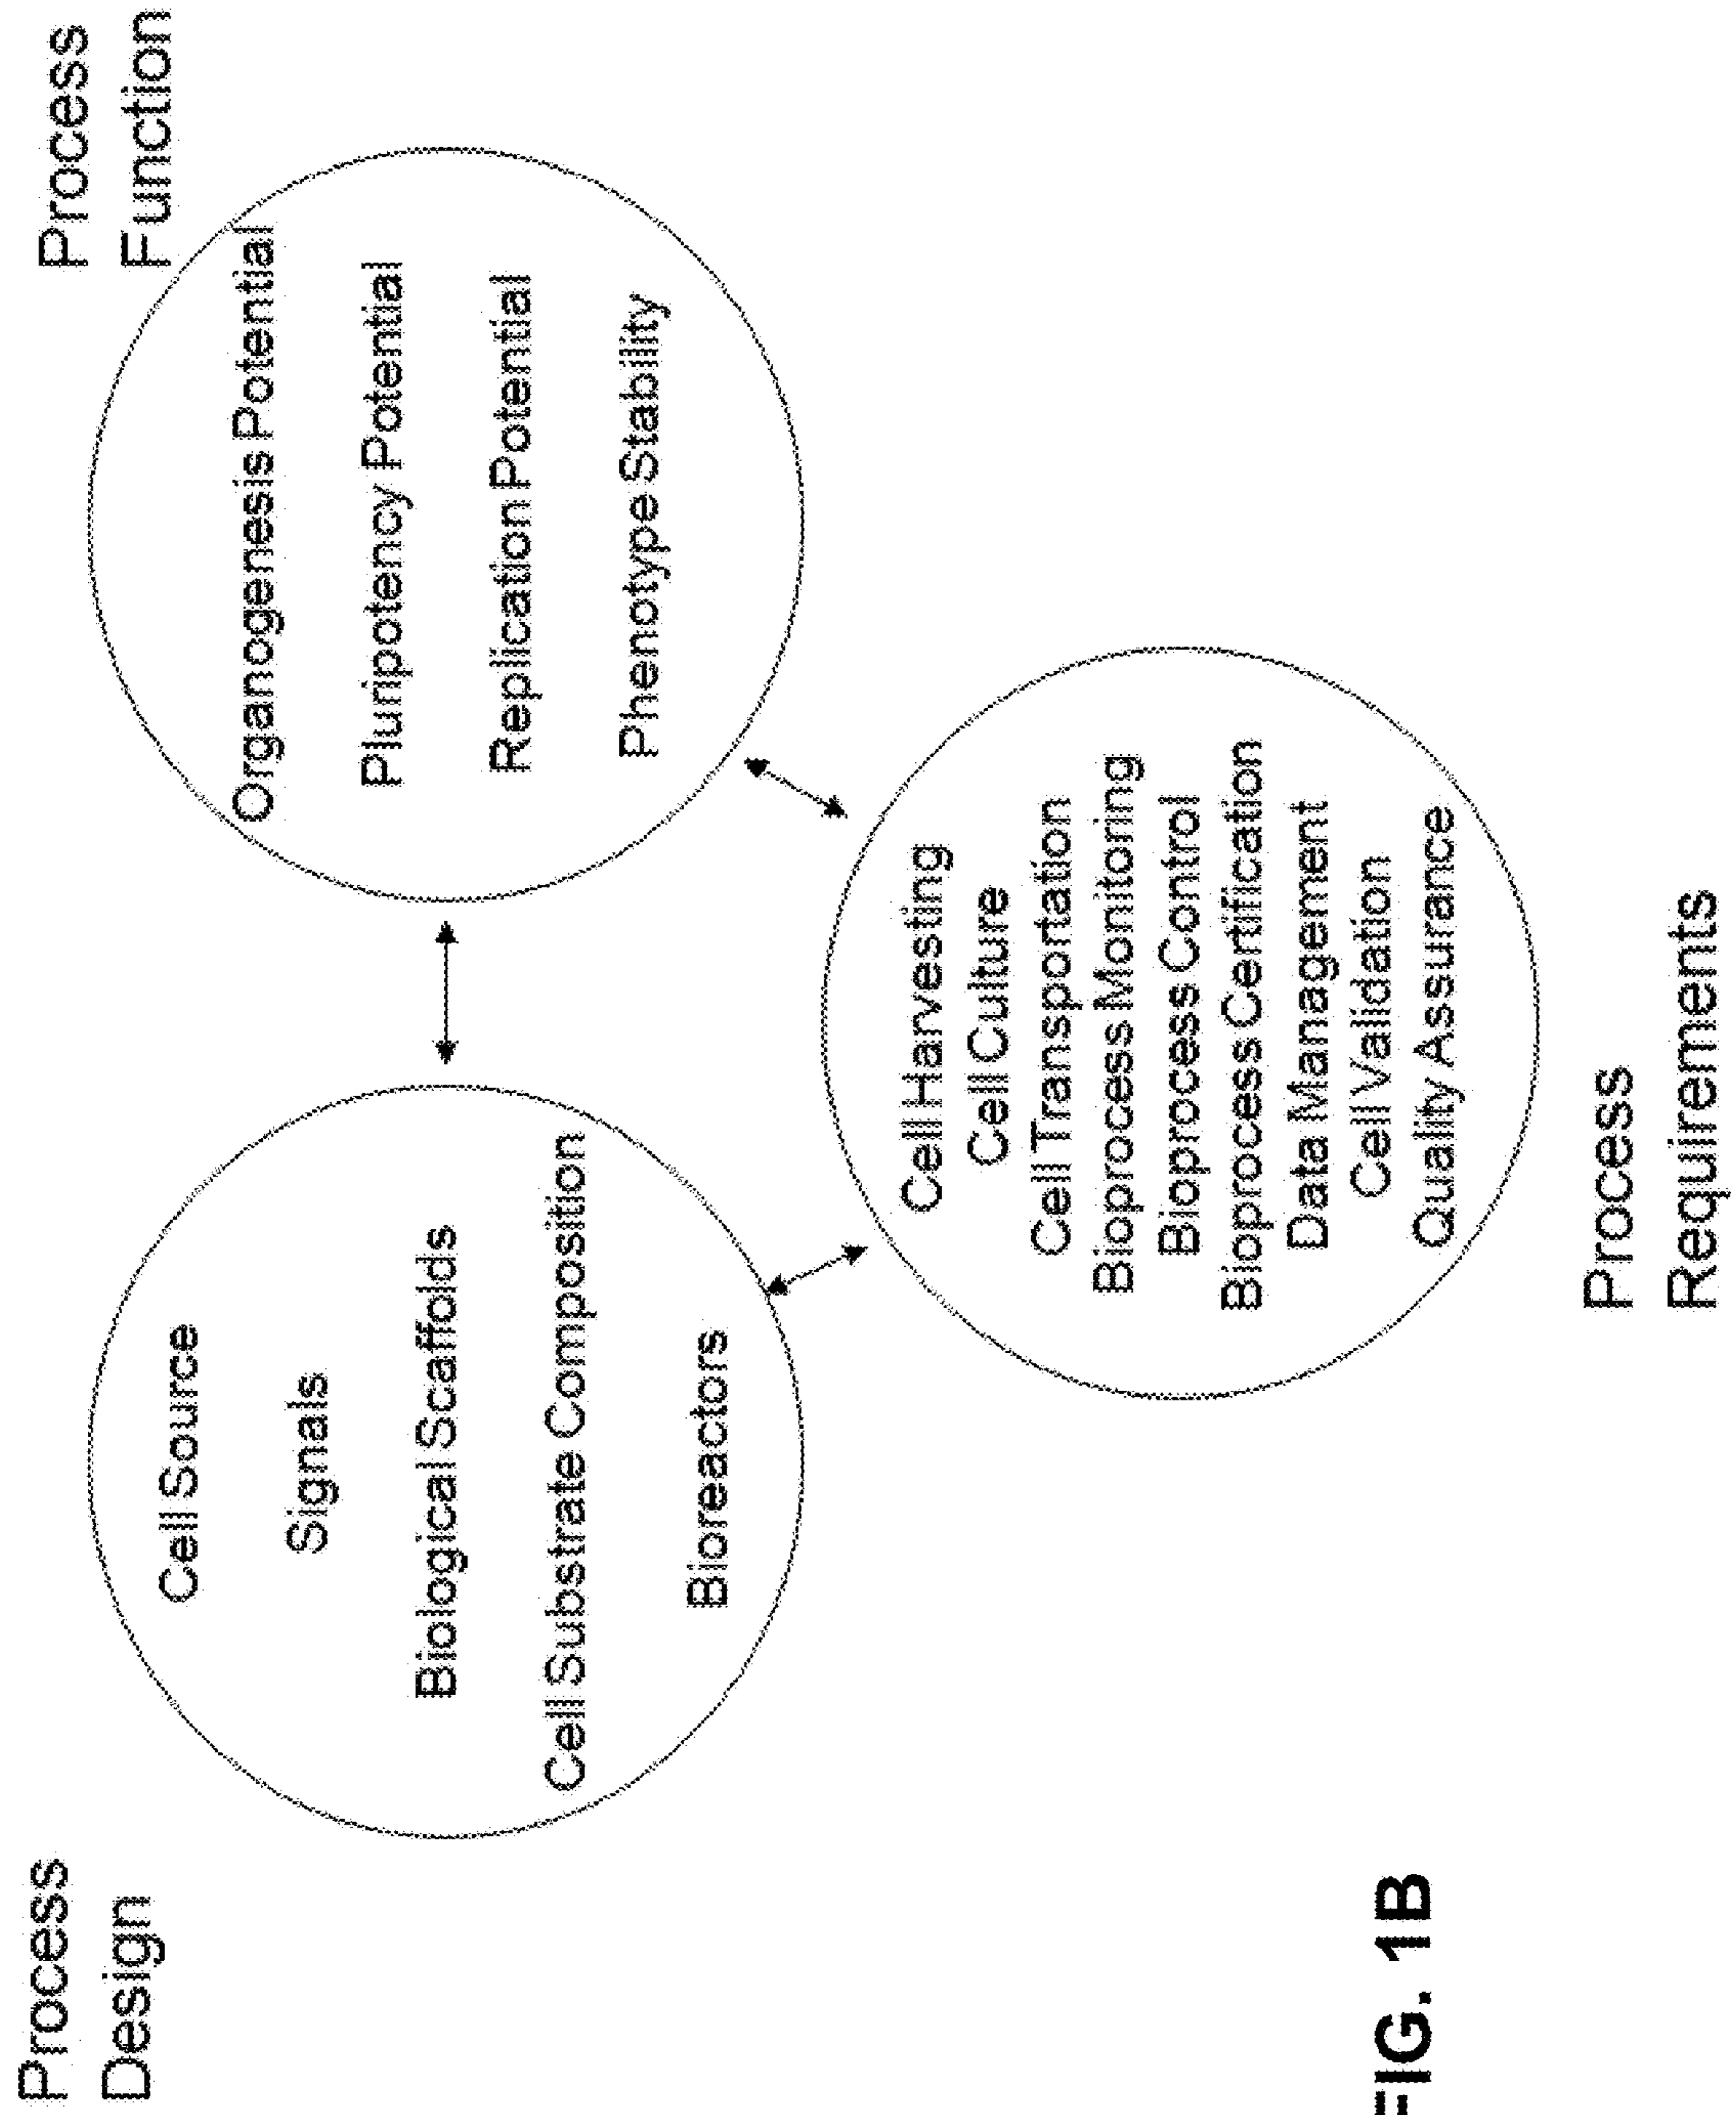 Process
Design
Cell Source
Signals
Biological Scaffolds
Cell Substrate Composition
Bioreactors
Process
Function
Organogenesis Potential
Pluripotency Potential
Replication Potential
Phenotype Stability
Cell Harvesting
Cell Culture
Cell Transportation
Bioprocess Monitoring
Bioprocess Control
Bioprocess Certification
Data Management
Cell Validation
Quality Assurance
Process
Requirements
FIG. 1B